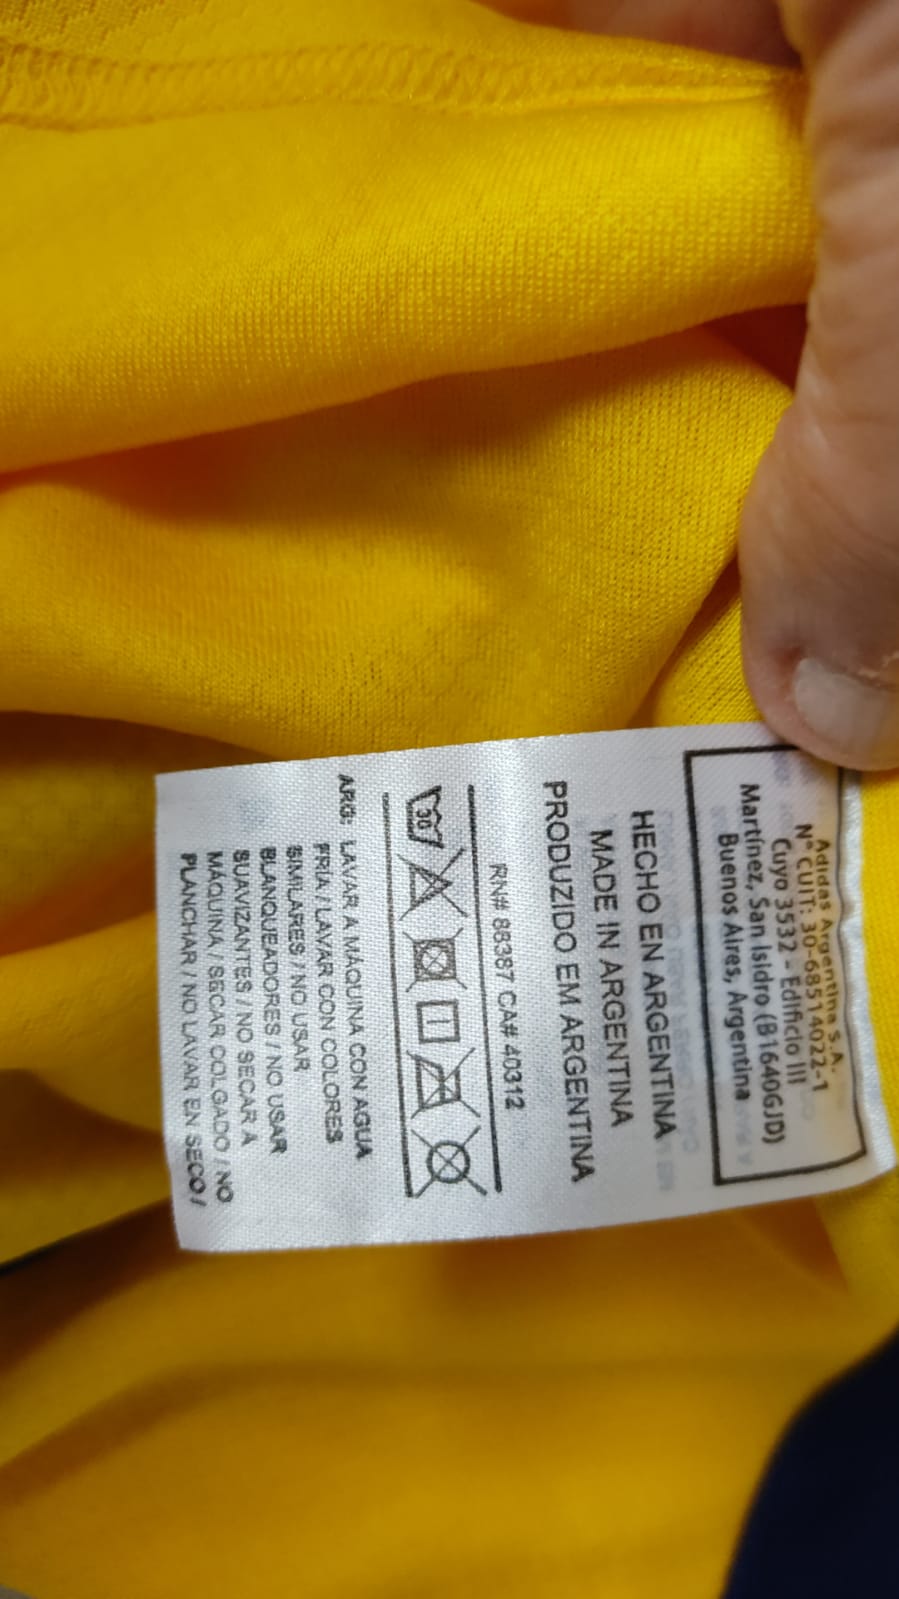 Adidas Argentina S.A.
N° CUIT: 30-68514022-1
Cuyo 3532 - Edificio III
Martínez, San Isidro (B1640GJD)
Buenos Aires, Argentina
HECHO EN ARGENTINA
MADE IN ARGENTINA
PRODUZIDO EM ARGENTINA
RN# 88387 CA# 40312
30
ARG: LAVAR A MÁQUINA CON AGUA
FRÍA / LAVAR CON COLORES
SIMILARES / NO USAR
BLANQUEADORES / NO USAR
SUAVIZANTES / NO SECAR A
MÁQUINA / SECAR COLGADO / NO
PLANCHAR / NO LAVAR EN SECO /